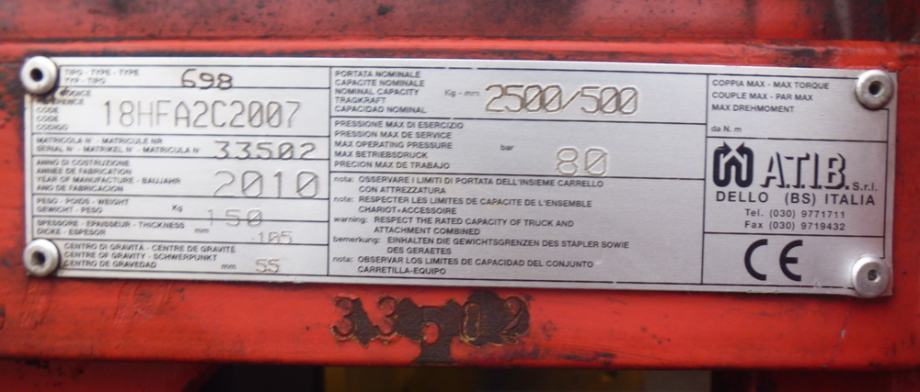 TIPO - TYPE - TYPE
TYP - TIPO
698
CODICE
REFERENCE
CODE
CODE
CODIGO
18HFA2C2007
MATRICOLA N° - MATRICULE NR
SERIAL N° - MATRIKEL N° - MATRICULA N°
33502
ANNO DI COSTRUZIONE
ANNEE DE FABRICATION
YEAR OF MANUFACTURE - BAUJAHR
ANO DE FABRICACION
2010
PESO - POIDS - WEIGHT
GEWICHT - PESO
Kg
150
SPESSORE - EPAISSEUR - THICKNESS
DICKE - ESPESOR
mm
105
CENTRO DI GRAVITÀ - CENTRE DE GRAVITÉ
CENTRE OF GRAVITY - SCHWERPUNKT
CENTRO DE GRAVEDAD
mm
55
PORTATA NOMINALE
CAPACITE NOMINALE
NOMINAL CAPACITY
TRAGKRAFT
CAPACIDAD NOMINAL
Kg - mm
2500/500
PRESSIONE MAX DI ESERCIZIO
PRESSION MAX DE SERVICE
MAX OPERATING PRESSURE
MAX BETRIEBSDRUCK
PRECION MAX DE TRABAJO
bar
80
nota: OSSERVARE I LIMITI DI PORTATA DELL'INSIEME CARRELLO
CON ATTREZZATURA
note: RESPECTER LES LIMITES DE CAPACITE DE L'ENSEMBLE
CHARIOT-ACCESSOIRE
warning: RESPECT THE RATED CAPACITY OF TRUCK AND
ATTACHMENT COMBINED
bemerkung: EINHALTEN DIE GEWICHTSGRENZEN DES STAPLER SOWIE
DES GERAETES
nota: OBSERVAR LOS LIMITES DE CAPACIDAD DEL CONJUNTO
CARRETILLA-EQUIPO
COPPIA MAX - MAX TORQUE
COUPLE MAX - PAR MAX
MAX DREHMOMENT
da N. m
ATIB. S.r.l.
DELLO (BS) ITALIA
Tel. (030) 9771711
Fax (030) 9719432
CE